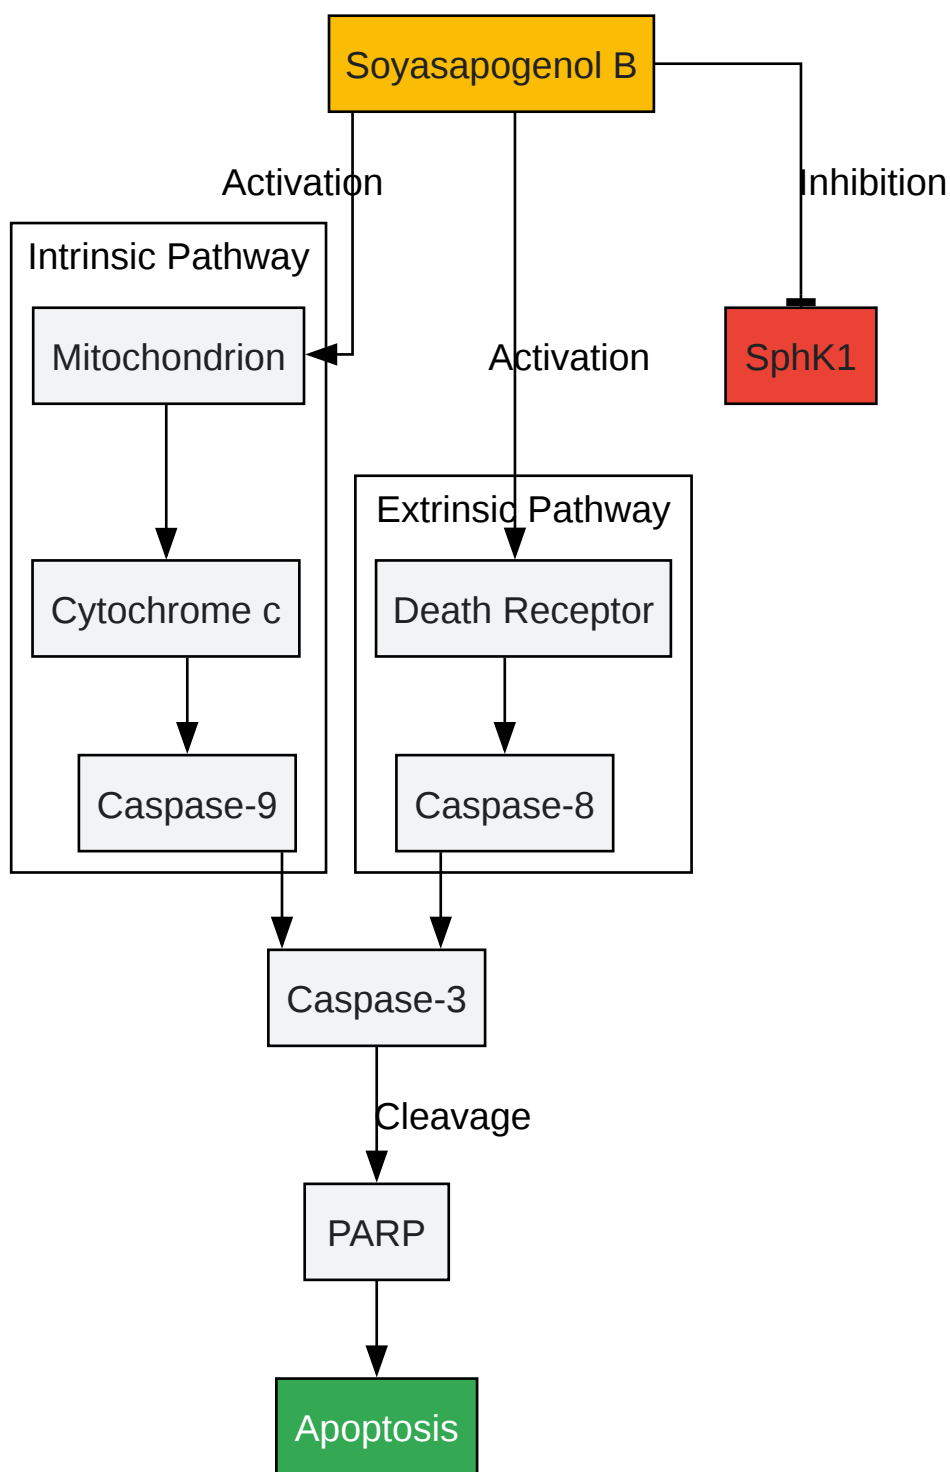 Soyasapogenol B
Activation
Inhibition
Intrinsic Pathway
Mitochondrion
Activation
SphK1
Extrinsic Pathway
Cytochrome c
Death Receptor
Caspase-9
Caspase-8
Caspase-3
Cleavage
PARP
Apoptosis